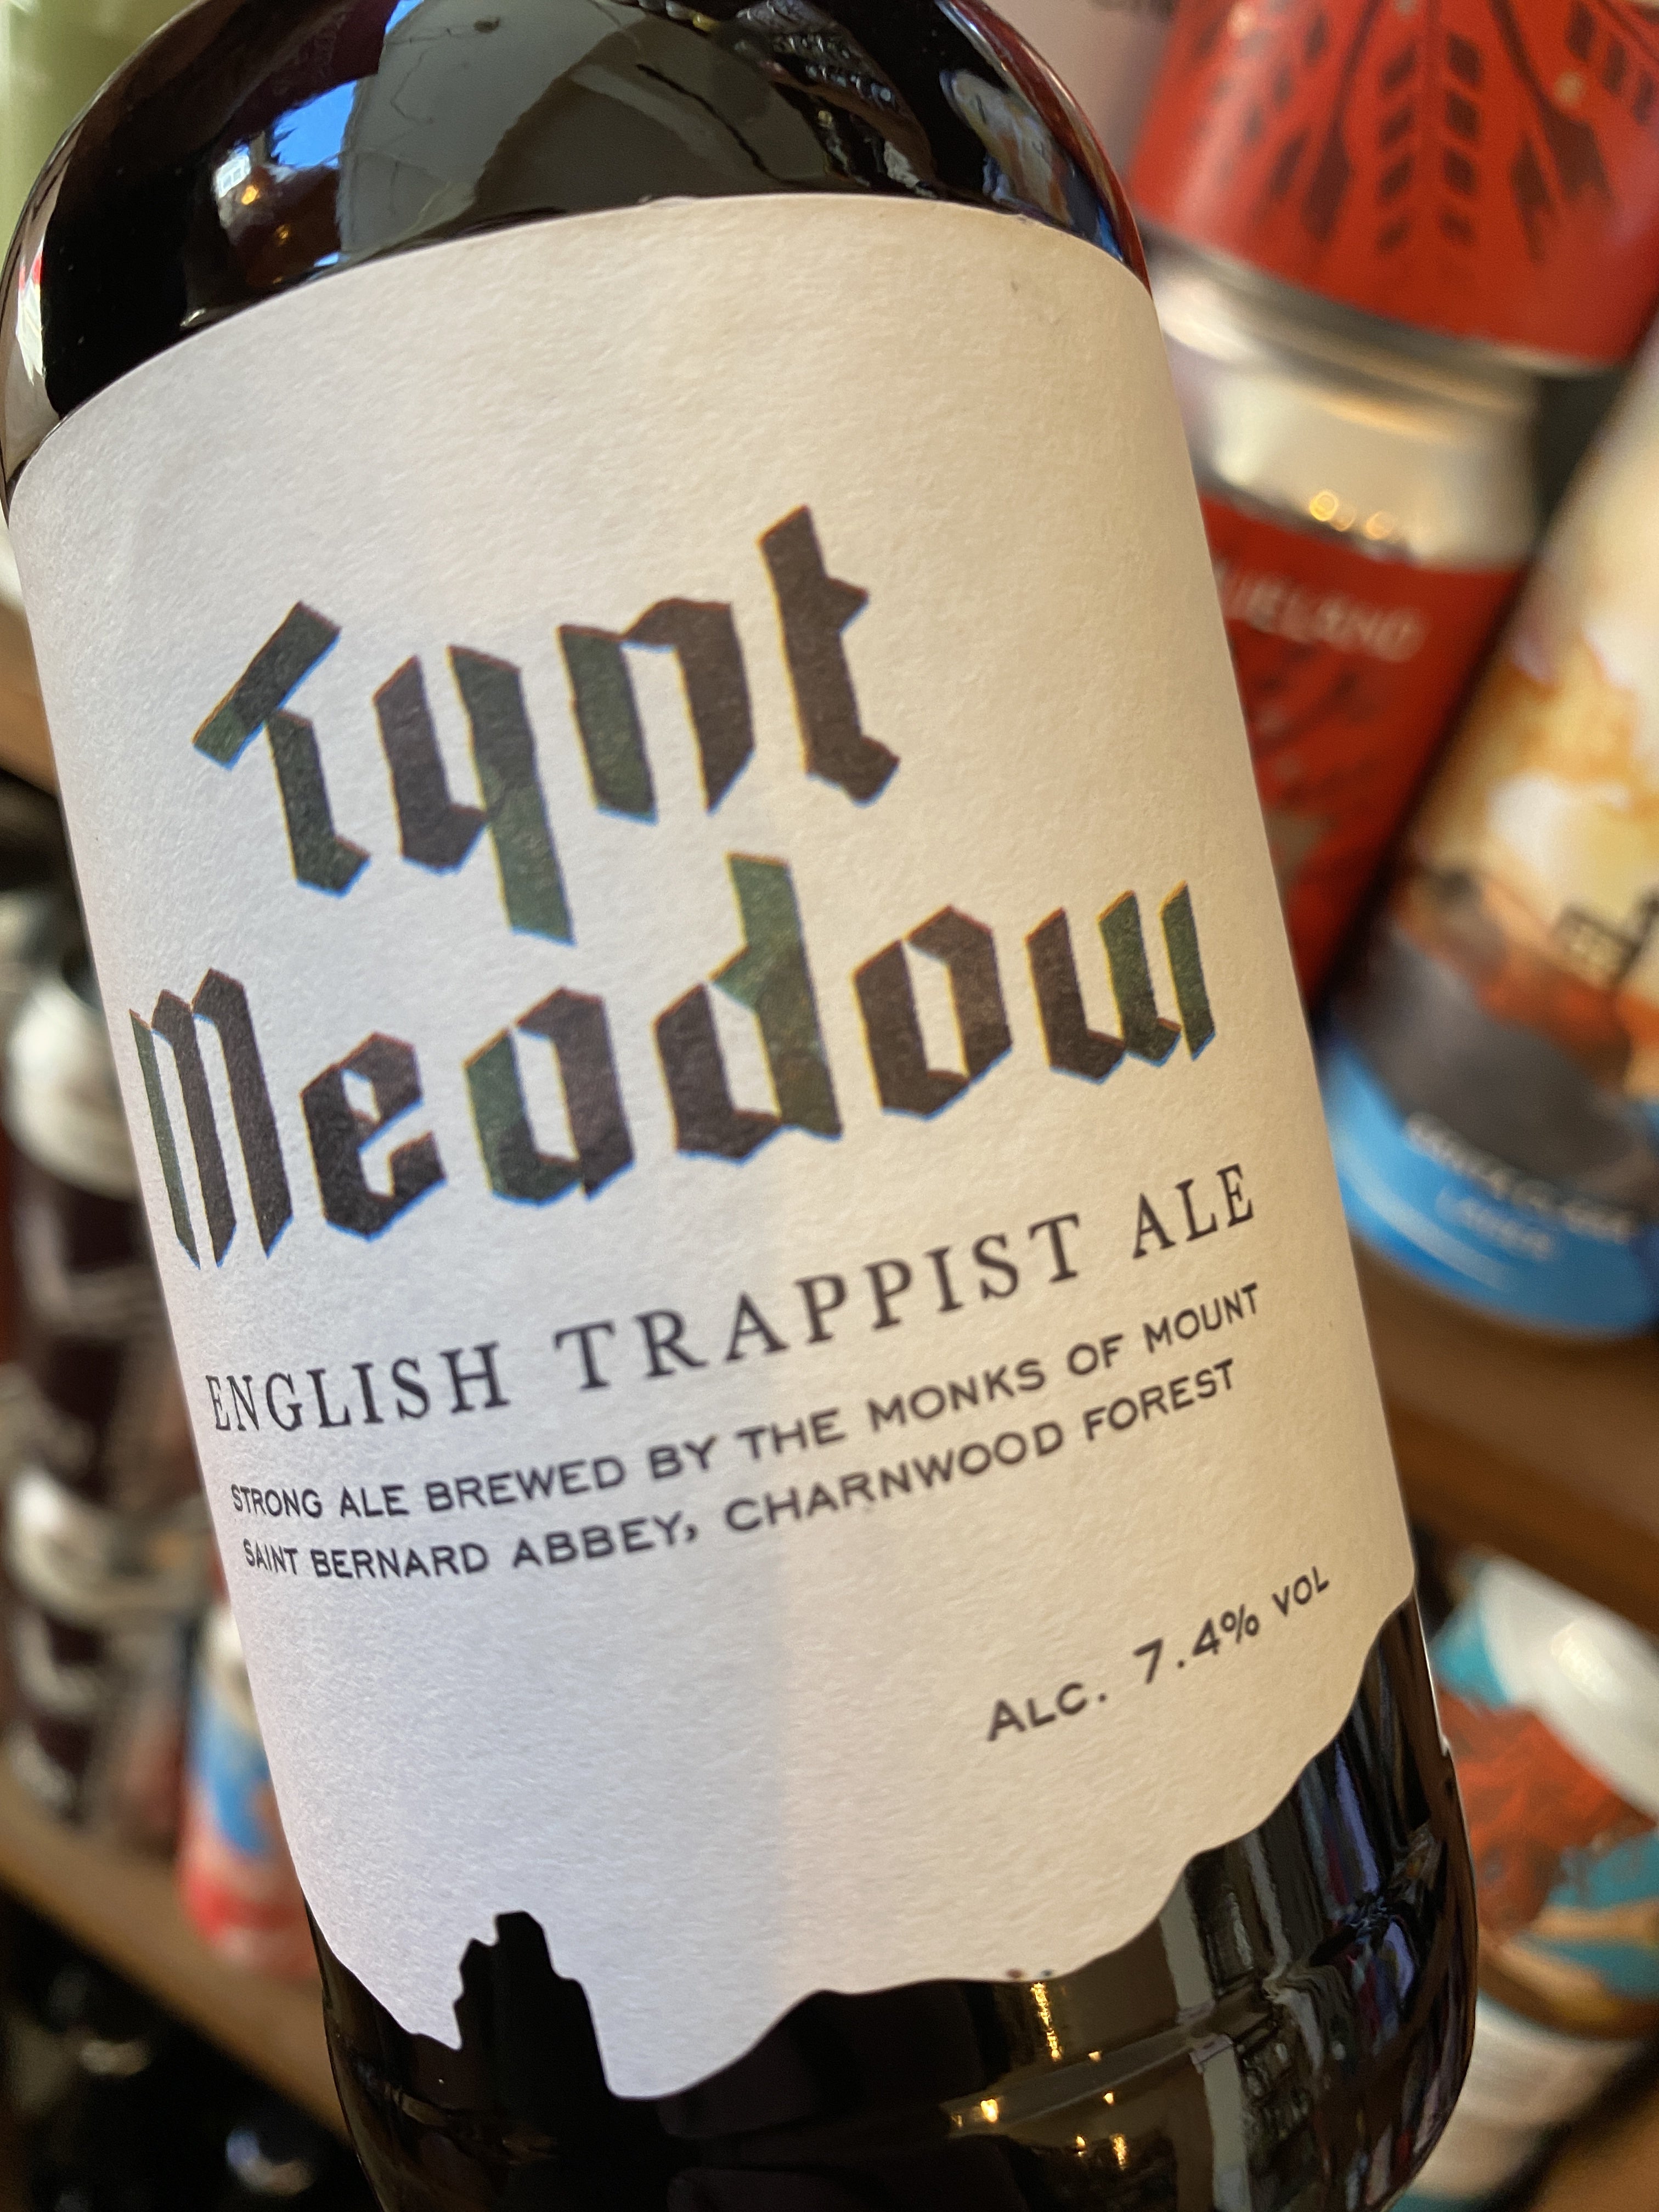 Tynt
Meadow
ENGLISH TRAPPIST ALE
STRONG ALE BREWED BY THE MONKS OF MOUNT
SAINT BERNARD ABBEY, CHARNWOOD FOREST
ALC. 7.4% VOL